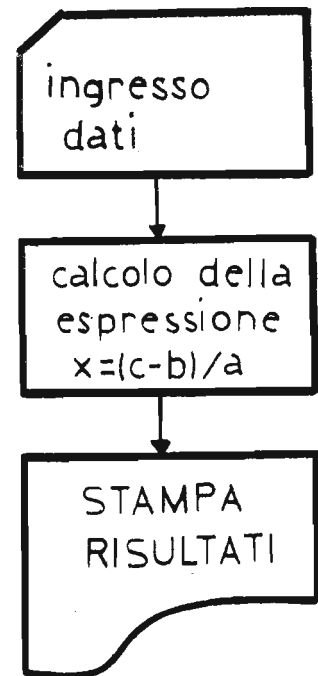 ingresso
dati
calcolo della
espressione
x=(c-b)/a
STAMPA
RISULTATI